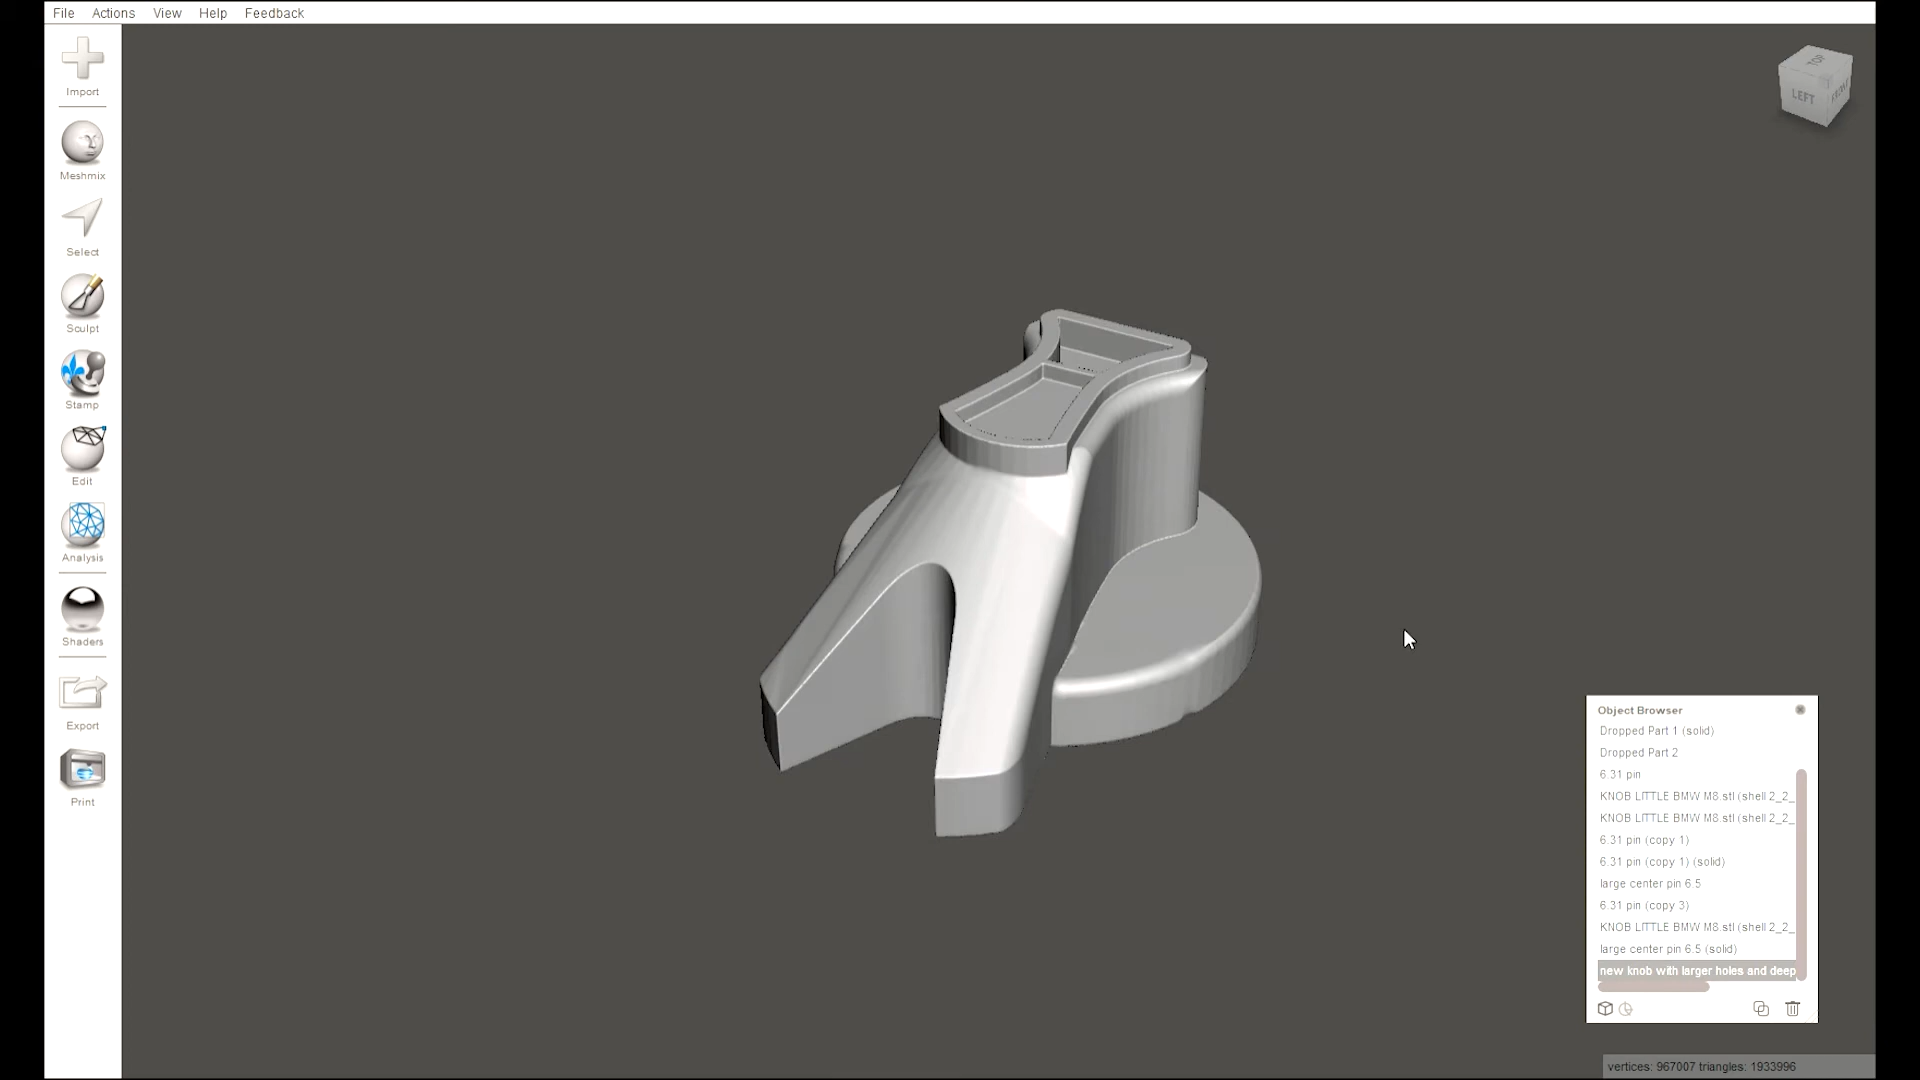 File Actions View Help Feedback
Import
Meshmix
Select
Sculpt
Stamp
Edit
Analysis
Shaders
Export
Print
TOP
LEFT
FRONT
Object Browser
Dropped Part 1 (solid)
Dropped Part 2
6.31 pin
KNOB LITTLE BMW M8.stl (shell 2_2_
KNOB LITTLE BMW M8.stl (shell 2_2_
6.31 pin (copy 1)
6.31 pin (copy 1) (solid)
large center pin 6.5
6.31 pin (copy 3)
KNOB LITTLE BMW M8.stl (shell 2_2_
large center pin 6.5 (solid)
new knob with larger holes and deep
vertices: 967007 triangles: 1933996